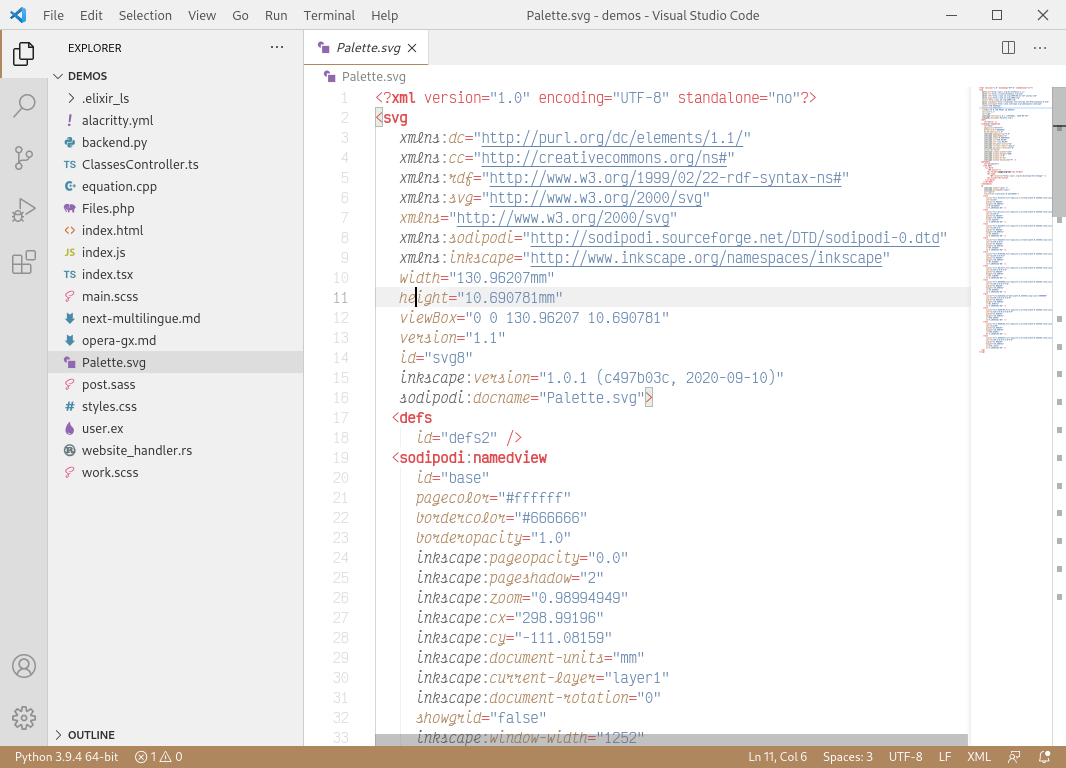 File Edit Selection View Go Run Terminal Help Palette.svg - demos - Visual Studio Code
EXPLORER
DEMOS
.elixir_ls
alacritty.yml
backend.py
TS ClassesController.ts
equation.cpp
Files.php
index.html
JS index.js
TS index.tsx
main.scss
next-multilingue.md
opera-gx.md
Palette.svg
post.sass
# styles.css
user.ex
website_handler.rs
work.scss
OUTLINE
Palette.svg
Palette.svg
1 <?xml version="1.0" encoding="UTF-8" standalone="no"?>
2 <svg
3 xmlns:dc="http://purl.org/dc/elements/1.1/"
4 xmlns:cc="http://creativecommons.org/ns#"
5 xmlns:rdf="http://www.w3.org/1999/02/22-rdf-syntax-ns#"
6 xmlns:svg="http://www.w3.org/2000/svg"
7 xmlns="http://www.w3.org/2000/svg"
8 xmlns:sodipodi="http://sodipodi.sourceforge.net/DTD/sodipodi-0.dtd"
9 xmlns:inkscape="http://www.inkscape.org/namespaces/inkscape"
10 width="130.96207mm"
11 height="10.690781mm"
12 viewBox="0 0 130.96207 10.690781"
13 version="1.1"
14 id="svg8"
15 inkscape:version="1.0.1 (c497b03c, 2020-09-10)"
16 sodipodi:docname="Palette.svg">
17 <defs
18 id="defs2" />
19 <sodipodi:namedview
20 id="base"
21 pagecolor="#ffffff"
22 bordercolor="#666666"
23 borderopacity="1.0"
24 inkscape:pageopacity="0.0"
25 inkscape:pageshadow="2"
26 inkscape:zoom="0.98994949"
27 inkscape:cx="298.99196"
28 inkscape:cy="-111.08159"
29 inkscape:document-units="mm"
30 inkscape:current-layer="layer1"
31 inkscape:document-rotation="0"
32 showgrid="false"
33 inkscape:window-width="1252"
Python 3.9.4 64-bit 1 0 Ln 11, Col 6 Spaces: 3 UTF-8 LF XML